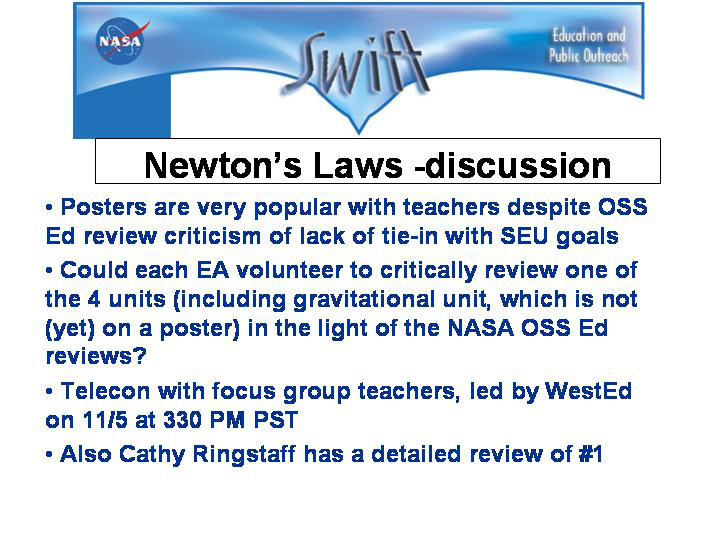 NASA
Swift
Education and
Public Outreach
Newton's Laws -discussion
• Posters are very popular with teachers despite OSS
Ed review criticism of lack of tie-in with SEU goals
• Could each EA volunteer to critically review one of
the 4 units (including gravitational unit, which is not
(yet) on a poster) in the light of the NASA OSS Ed
reviews?
• Telecon with focus group teachers, led by WestEd
on 11/5 at 330 PM PST
• Also Cathy Ringstaff has a detailed review of #1